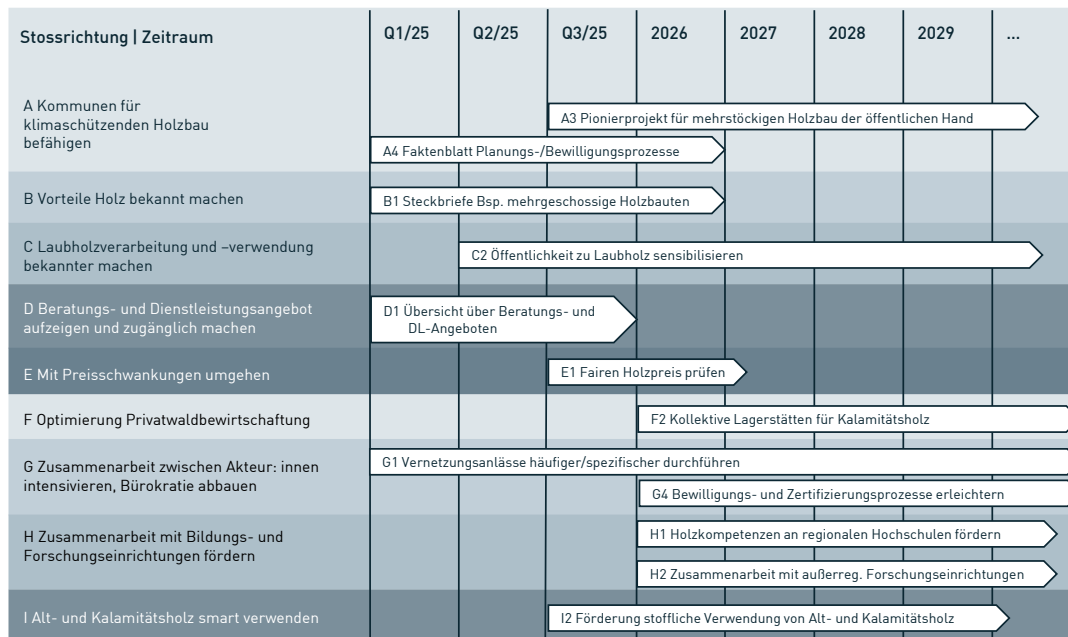 Stossrichtung | Zeitraum
Q1/25
Q2/25
Q3/25
2026
2027
2028
2029
...
A Kommunen für
klimaschützenden Holzbau
befähigen
A3 Pionierprojekt für mehrstöckigen Holzbau der öffentlichen Hand
A4 Faktenblatt Planungs-/Bewilligungsprozesse
B Vorteile Holz bekannt machen
B1 Steckbriefe Bsp. mehrgeschossige Holzbauten
C Laubholzverarbeitung und –verwendung
bekannter machen
C2 Öffentlichkeit zu Laubholz sensibilisieren
D Beratungs- und Dienstleistungsangebot
aufzeigen und zugänglich machen
D1 Übersicht über Beratungs- und
DL-Angeboten
E Mit Preisschwankungen umgehen
E1 Fairen Holzpreis prüfen
F Optimierung Privatwaldbewirtschaftung
F2 Kollektive Lagerstätten für Kalamitätsholz
G Zusammenarbeit zwischen Akteur: innen
intensivieren, Bürokratie abbauen
G1 Vernetzungsanlässe häufiger/spezifischer durchführen
G4 Bewilligungs- und Zertifizierungsprozesse erleichtern
H Zusammenarbeit mit Bildungs- und
Forschungseinrichtungen fördern
H1 Holzkompetenzen an regionalen Hochschulen fördern
H2 Zusammenarbeit mit außerreg. Forschungseinrichtungen
I Alt- und Kalamitätsholz smart verwenden
I2 Förderung stoffliche Verwendung von Alt- und Kalamitätsholz